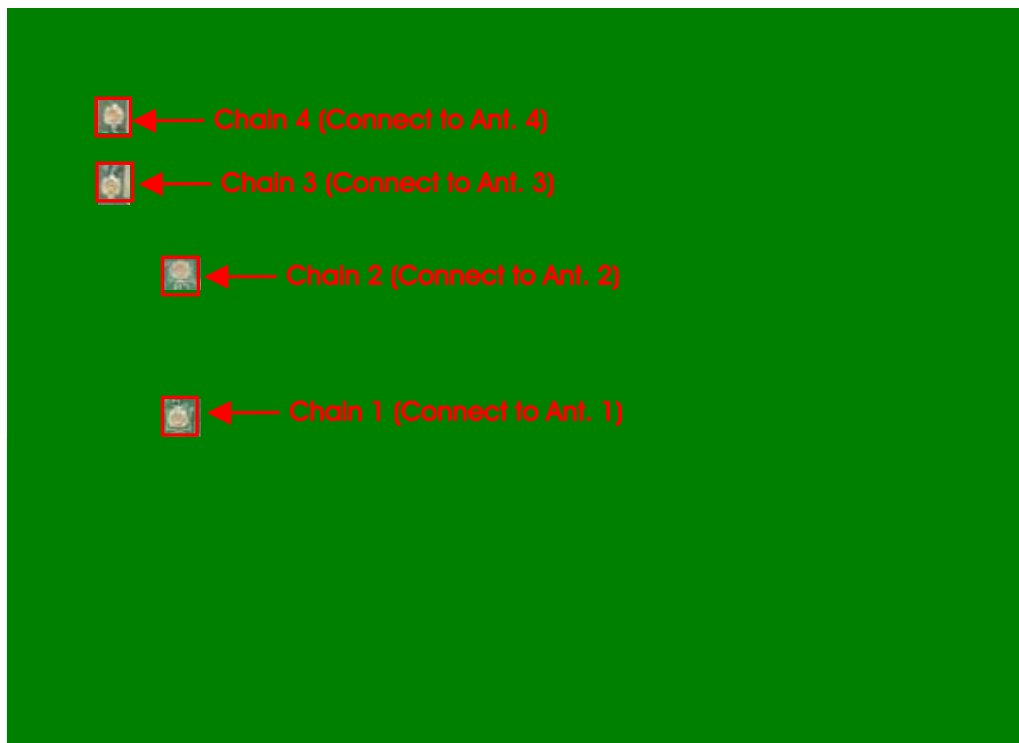 Chain 4 (Connect to Ant. 4)
Chain 3 (Connect to Ant. 3)
Chain 2 (Connect to Ant. 2)
Chain 1 (Connect to Ant. 1)